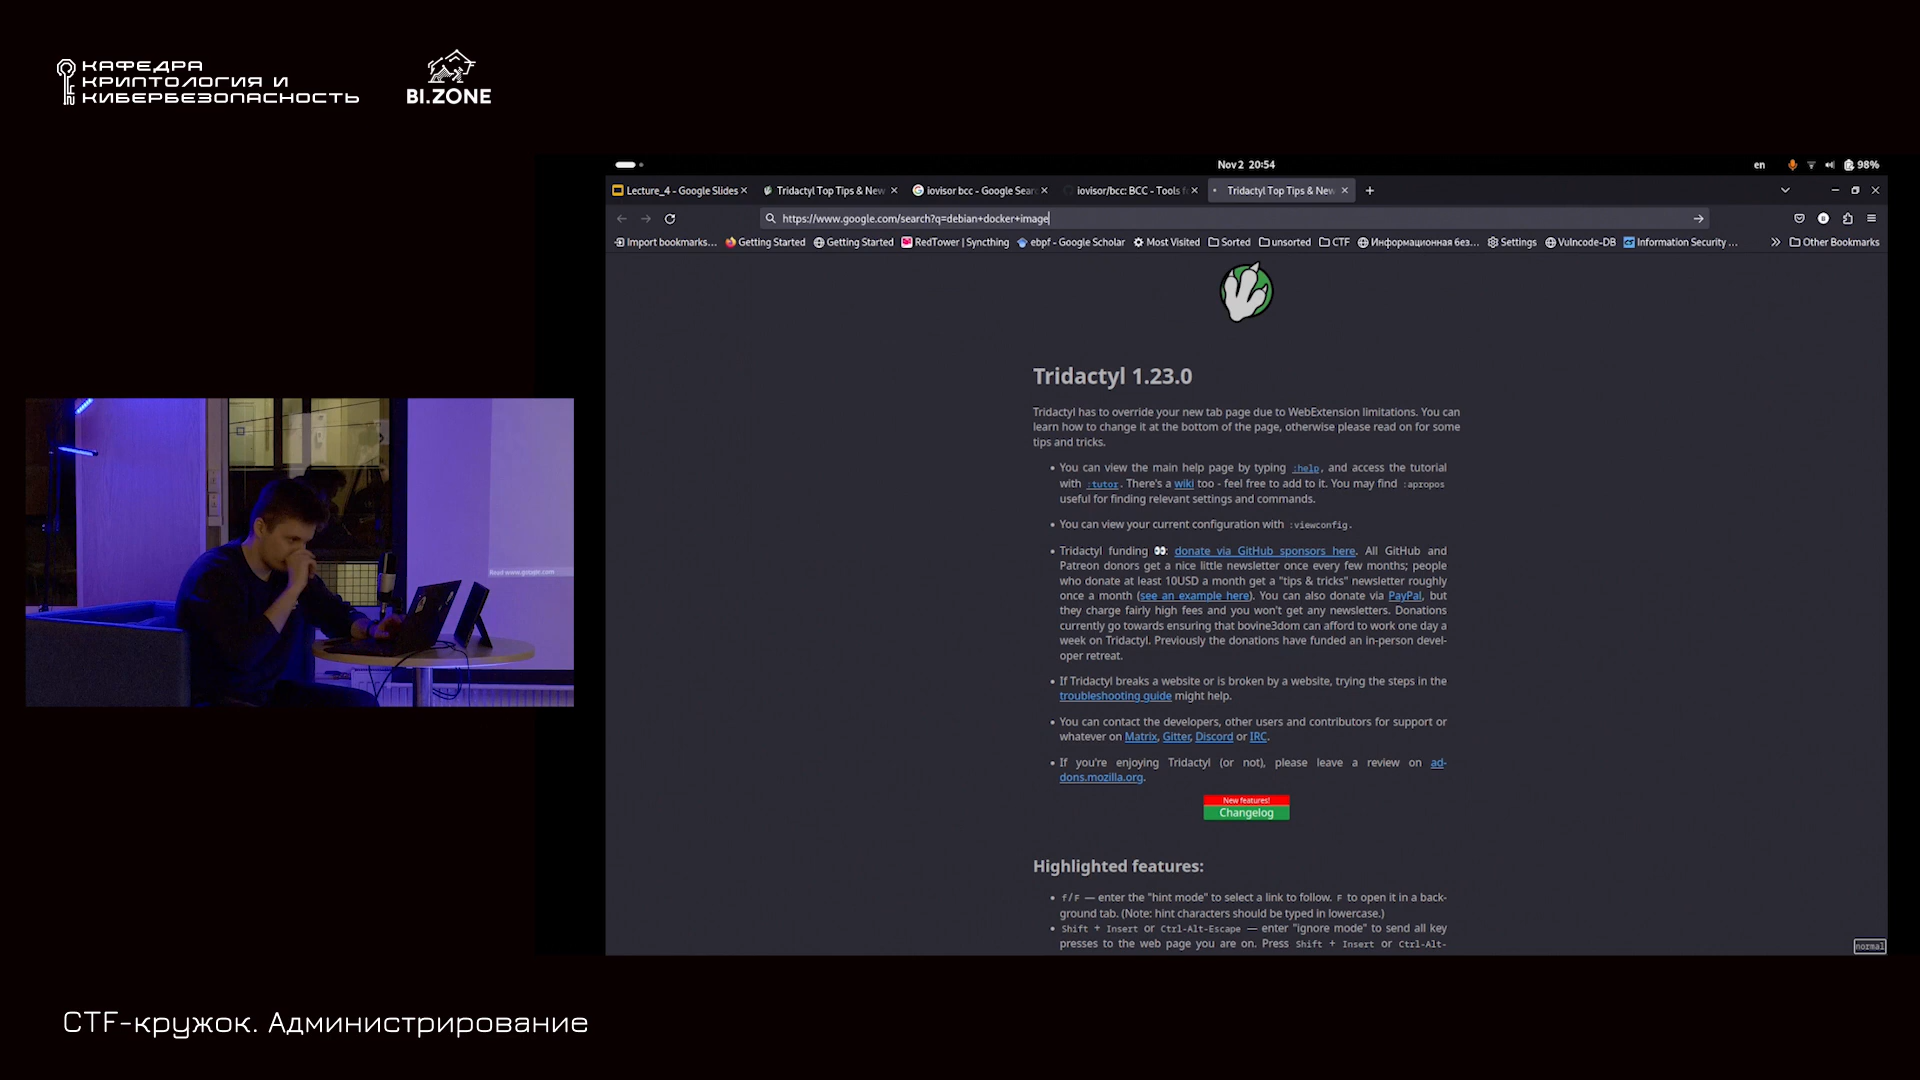 КАФЕДРА
КРИПТОЛОГИЯ И
КИБЕРБЕЗОПАСНОСТЬ
BI.ZONE
Nov 2 20:54
en
98%
Lecture_4 - Google Slides
Tridactyl Top Tips & New
iovisor bcc - Google Sear
iovisor/bcc: BCC - Tools f
Tridactyl Top Tips & New
https://www.google.com/search?q=debian+docker+image
Import bookmarks...
Getting Started
Getting Started
RedTower | Syncthing
ebpf - Google Scholar
Most Visited
Sorted
unsorted
CTF
Информационная без...
Settings
Vulncode-DB
Information Security ...
Other Bookmarks
Tridactyl 1.23.0
Tridactyl has to override your new tab page due to WebExtension limitations. You can
learn how to change it at the bottom of the page, otherwise please read on for some
tips and tricks.
• You can view the main help page by typing :help, and access the tutorial
with :tutor. There's a wiki too - feel free to add to it. You may find :apropos
useful for finding relevant settings and commands.
• You can view your current configuration with :viewconfig.
• Tridactyl funding 👀: donate via GitHub sponsors here. All GitHub and
Patreon donors get a nice little newsletter once every few months; people
who donate at least 10USD a month get a "tips & tricks" newsletter roughly
once a month (see an example here). You can also donate via PayPal, but
they charge fairly high fees and you won't get any newsletters. Donations
currently go towards ensuring that bovine3dom can afford to work one day a
week on Tridactyl. Previously the donations have funded an in-person devel-
oper retreat.
• If Tridactyl breaks a website or is broken by a website, trying the steps in the
troubleshooting guide might help.
• You can contact the developers, other users and contributors for support or
whatever on Matrix, Gitter, Discord or IRC.
• If you're enjoying Tridactyl (or not), please leave a review on ad-
dons.mozilla.org.
New features!
Changelog
Highlighted features:
• f/F — enter the "hint mode" to select a link to follow. F to open it in a back-
ground tab. (Note: hint characters should be typed in lowercase.)
• Shift + Insert or Ctrl-Alt-Escape — enter "ignore mode" to send all key
presses to the web page you are on. Press Shift + Insert or Ctrl-Alt-
normal
CTF-кружок. Администрирование